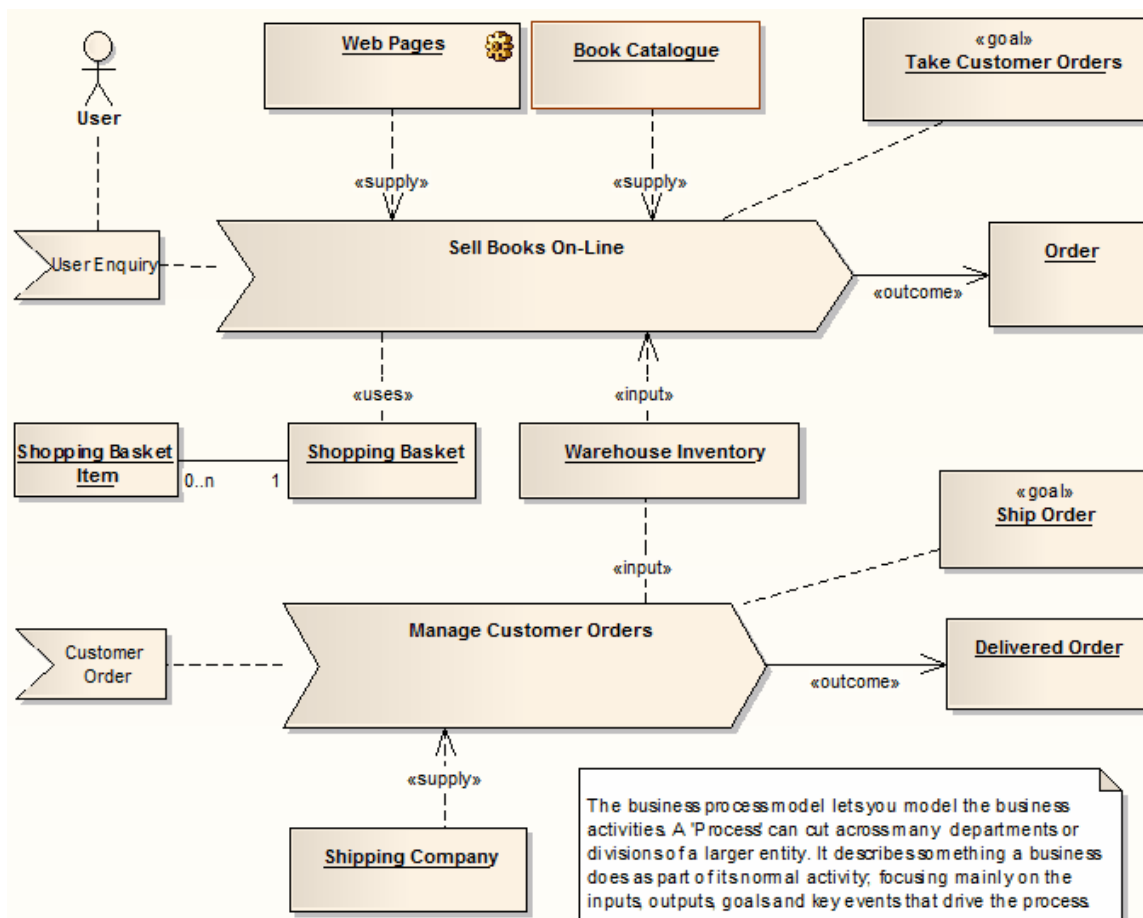 Web Pages
Book Catalogue
«goal»
Take Customer Orders
User
«supply»
«supply»
User Enquiry
Sell Books On-Line
Order
«outcome»
«uses»
«input»
Shopping Basket
Item
0..n
1
Shopping Basket
Warehouse Inventory
«goal»
Ship Order
«input»
Customer
Order
Manage Customer Orders
Delivered Order
«outcome»
«supply»
Shipping Company
The business process model lets you model the business
activities. A 'Process' can cut across many departments or
divisions of a larger entity. It describes something a business
does as part of its normal activity; focusing mainly on the
inputs, outputs, goals and key events that drive the process.